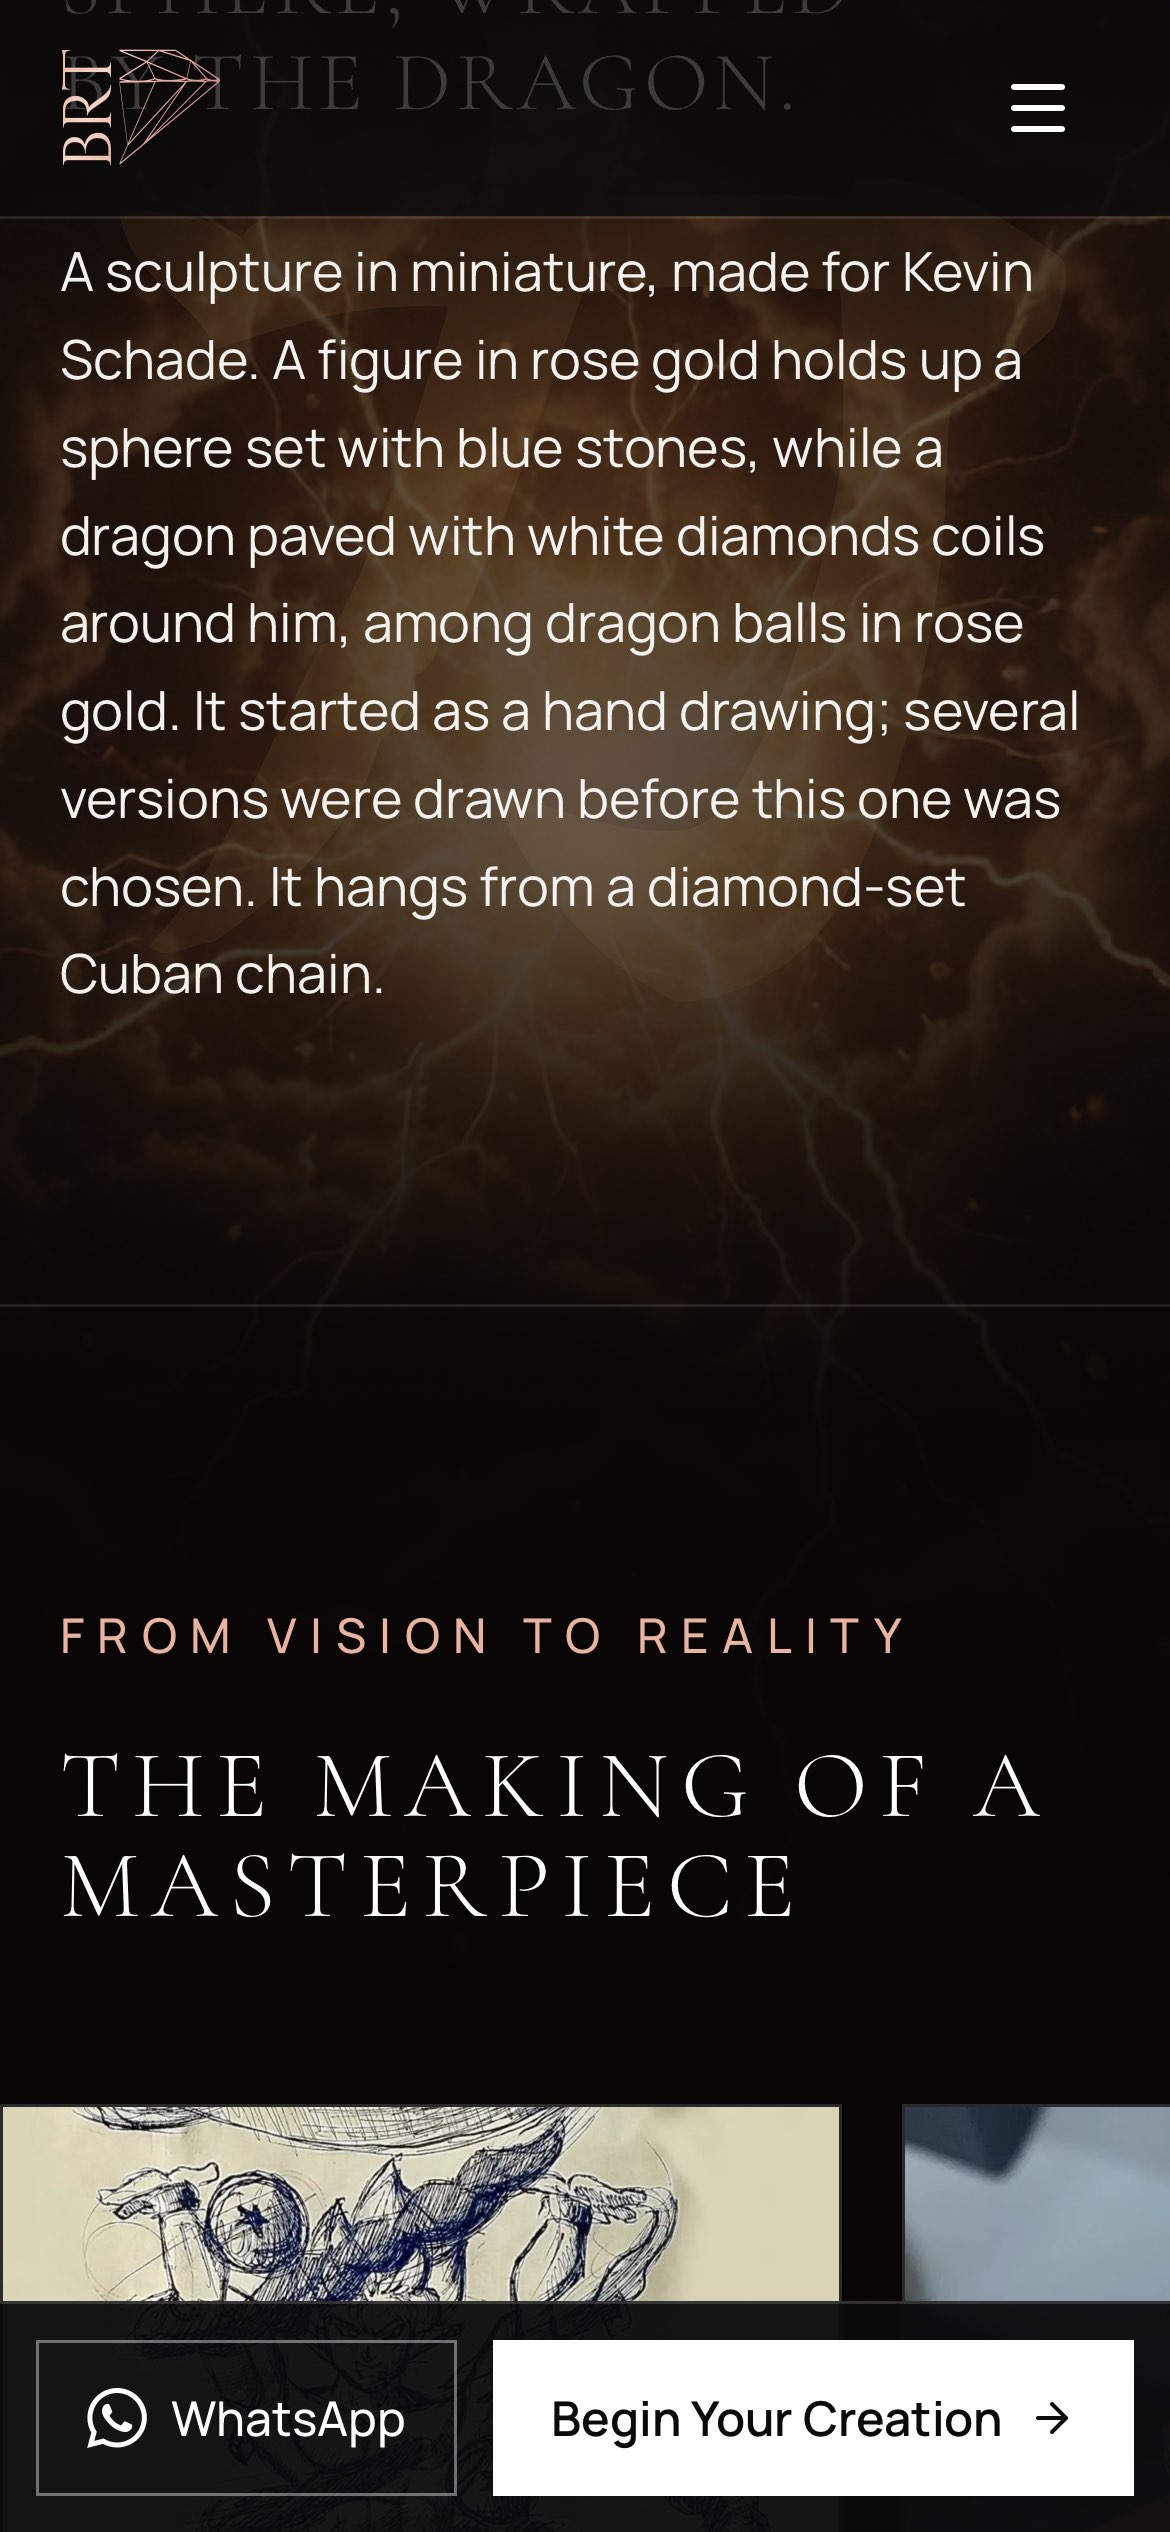 SPHERE, WRAPPED
BY THE DRAGON.
BRT
A sculpture in miniature, made for Kevin
Schade. A figure in rose gold holds up a
sphere set with blue stones, while a
dragon paved with white diamonds coils
around him, among dragon balls in rose
gold. It started as a hand drawing; several
versions were drawn before this one was
chosen. It hangs from a diamond-set
Cuban chain.
FROM VISION TO REALITY
THE MAKING OF A
MASTERPIECE
WhatsApp
Begin Your Creation →